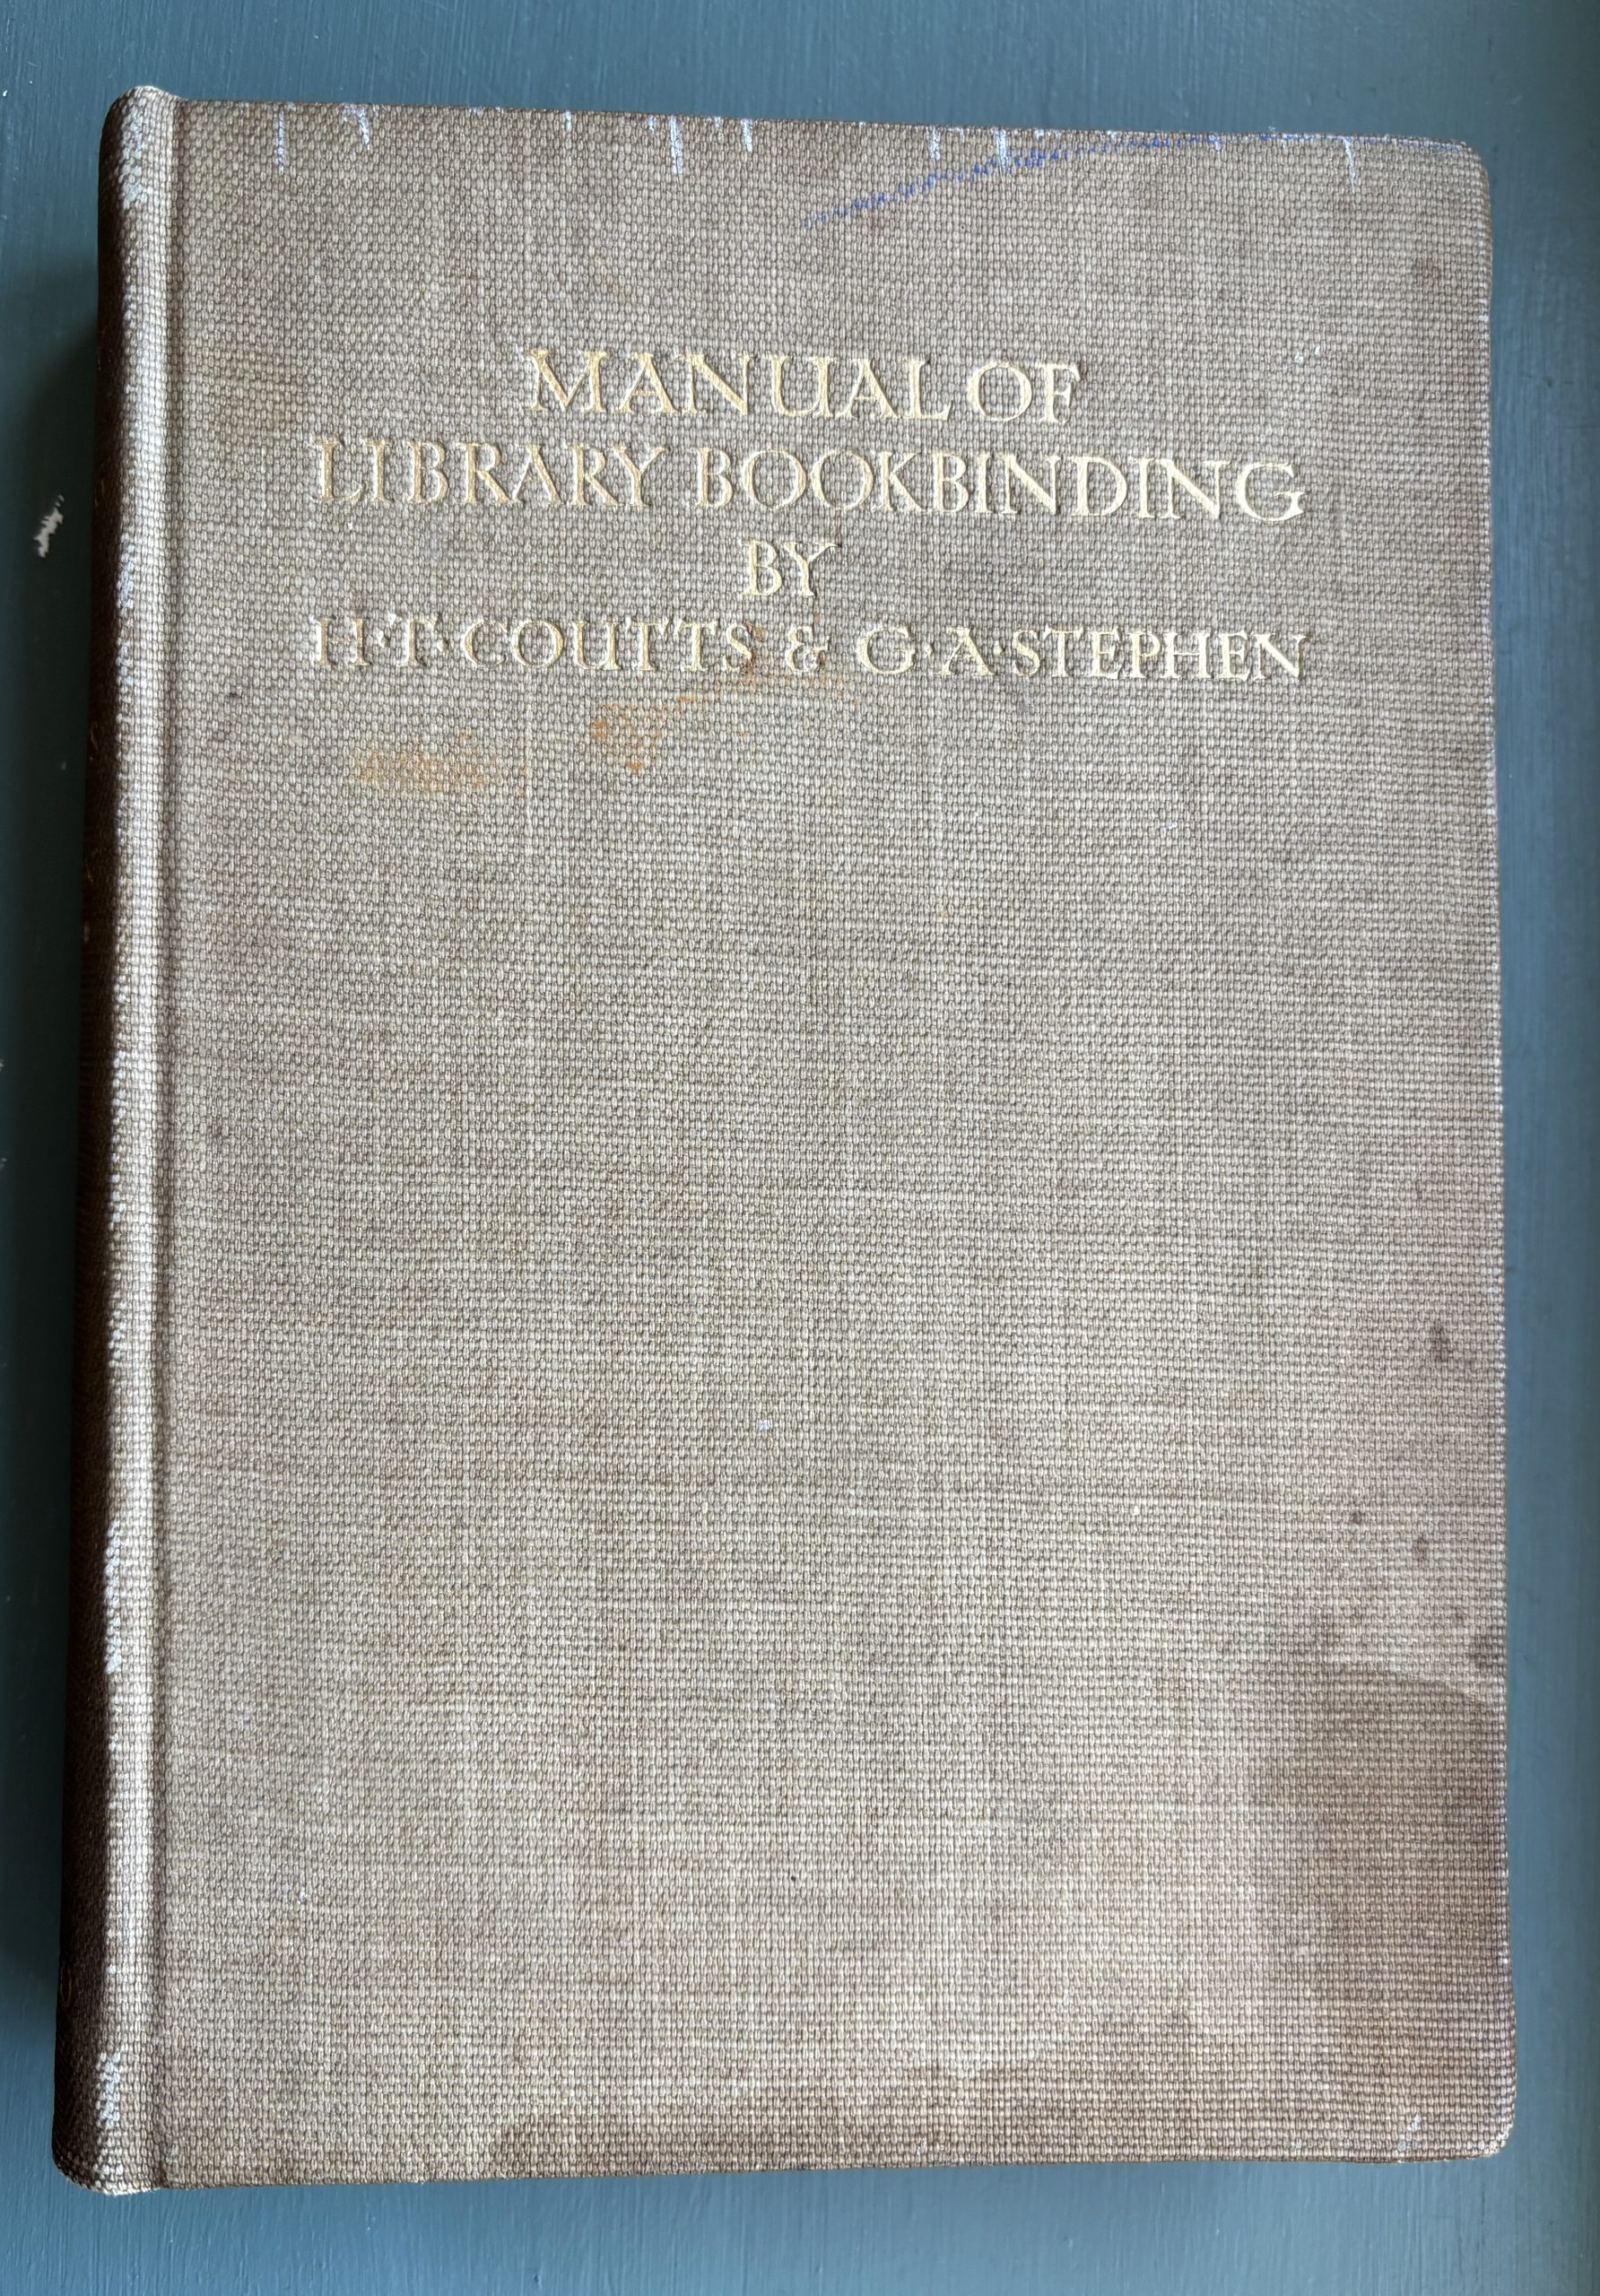 MANUAL OF
LIBRARY BOOKBINDING
BY
H·T·COUTTS & G·A·STEPHEN